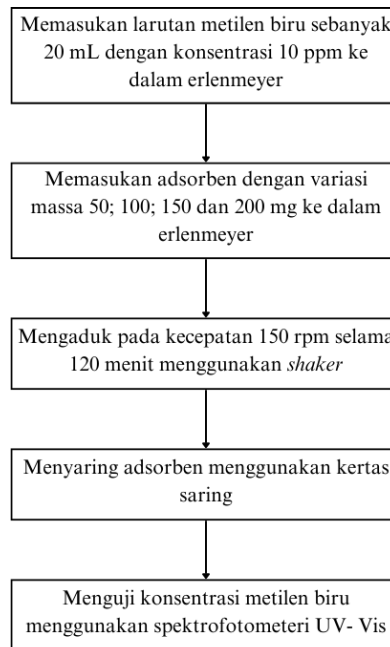 Memasukan larutan metilen biru sebanyak
20 mL dengan konsentrasi 10 ppm ke
dalam erlenmeyer
Memasukan adsorben dengan variasi
massa 50; 100; 150 dan 200 mg ke dalam
erlenmeyer
Mengaduk pada kecepatan 150 rpm selama
120 menit menggunakan shaker
Menyaring adsorben menggunakan kertas
saring
Menguji konsentrasi metilen biru
menggunakan spektrofotometeri UV- Vis